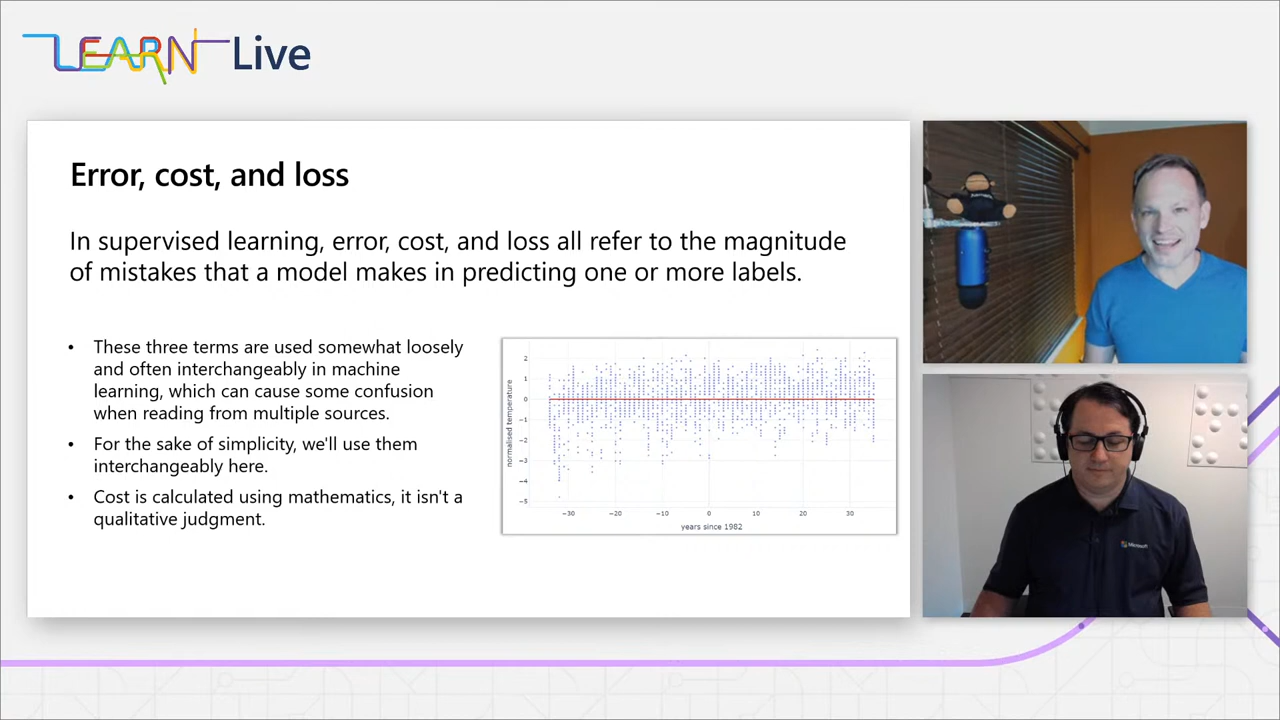 LEARN Live
Error, cost, and loss
In supervised learning, error, cost, and loss all refer to the magnitude
of mistakes that a model makes in predicting one or more labels.
• These three terms are used somewhat loosely
and often interchangeably in machine
learning, which can cause some confusion
when reading from multiple sources.
• For the sake of simplicity, we'll use them
interchangeably here.
• Cost is calculated using mathematics, it isn't a
qualitative judgment.
normalised temperature
2
1
0
−1
−2
−3
−4
−5
−30 −20 −10 0 10 20 30
years since 1982
Microsoft